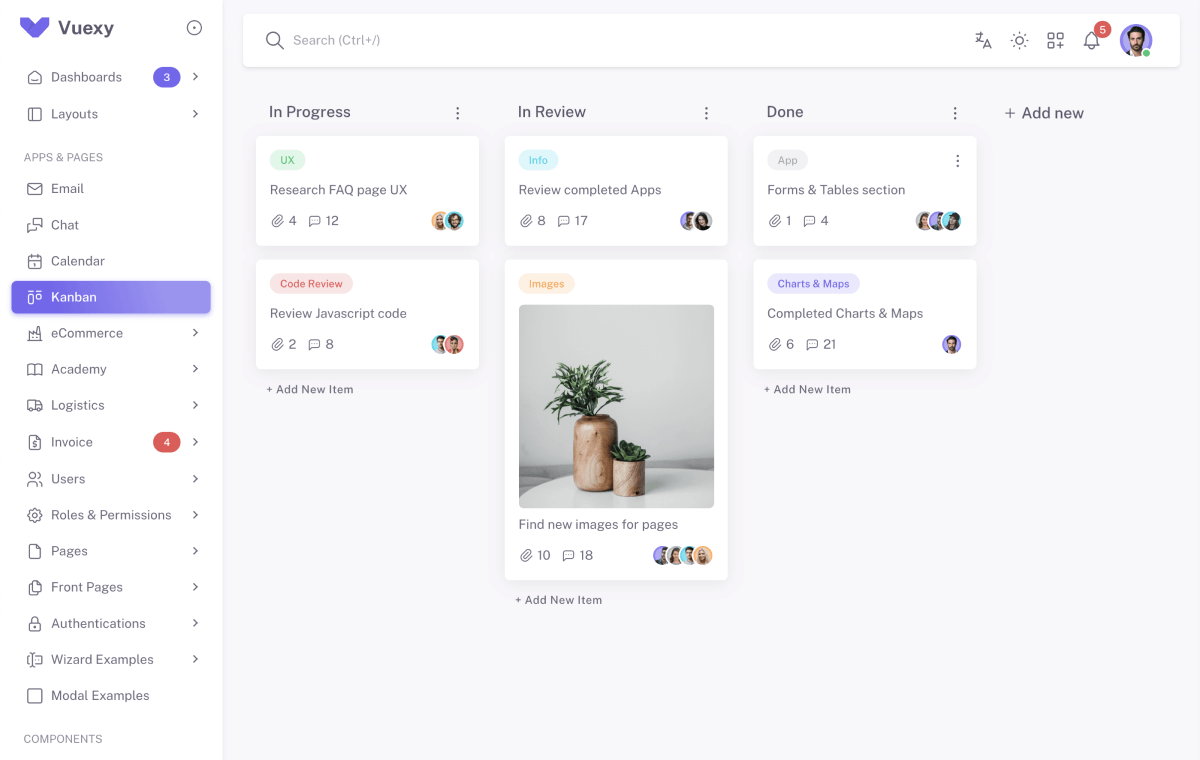 Vuexy
Dashboards 3
Layouts
APPS & PAGES
Email
Chat
Calendar
Kanban
eCommerce
Academy
Logistics
Invoice 4
Users
Roles & Permissions
Pages
Front Pages
Authentications
Wizard Examples
Modal Examples
COMPONENTS
Search (Ctrl+/)
5
In Progress
UX
Research FAQ page UX
4 12
Code Review
Review Javascript code
2 8
+ Add New Item
In Review
Info
Review completed Apps
8 17
Images
Find new images for pages
10 18
+ Add New Item
Done
App
Forms & Tables section
1 4
Charts & Maps
Completed Charts & Maps
6 21
+ Add New Item
+ Add new